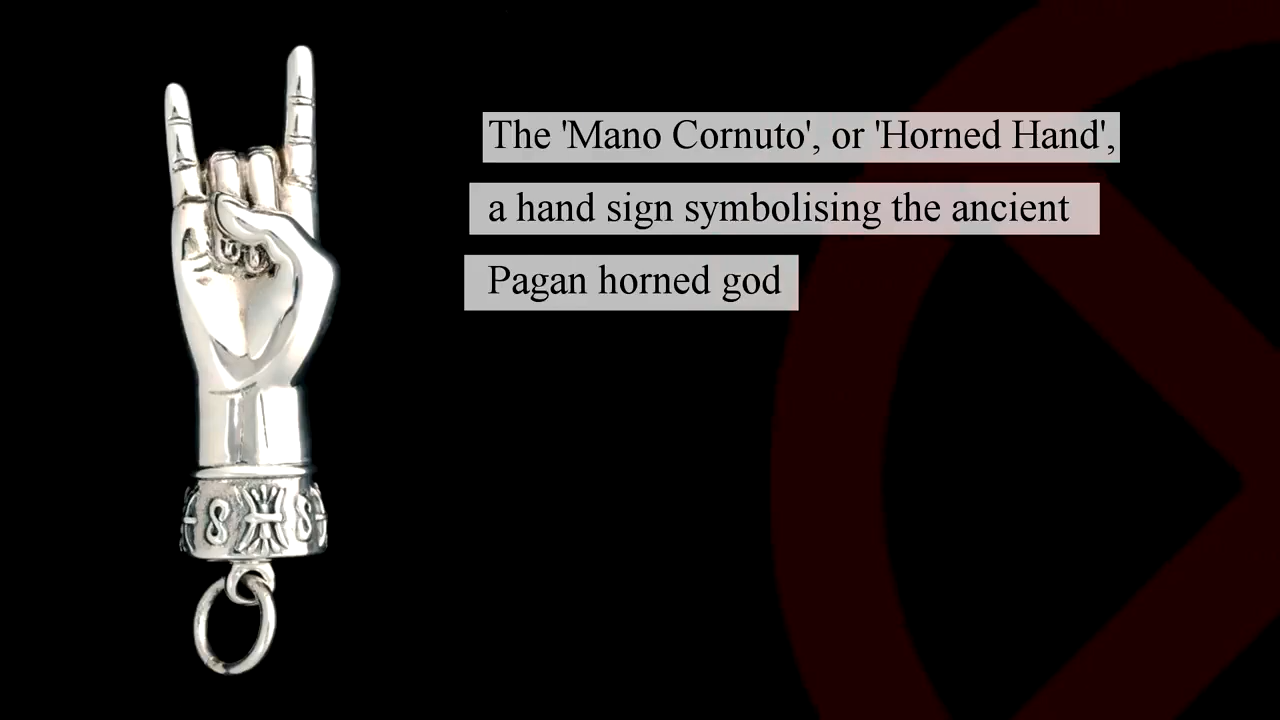 The 'Mano Cornuto', or 'Horned Hand',
a hand sign symbolising the ancient
Pagan horned god